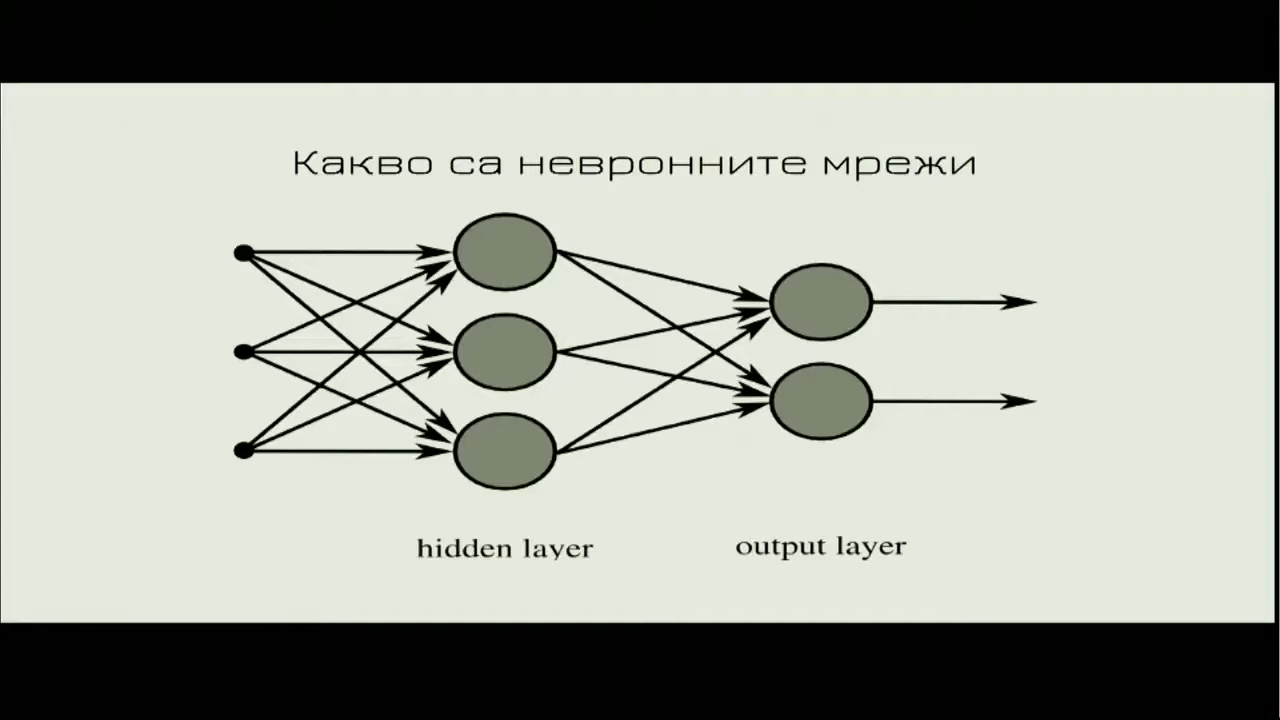 Какво са невронните мрежи
hidden layer
output layer